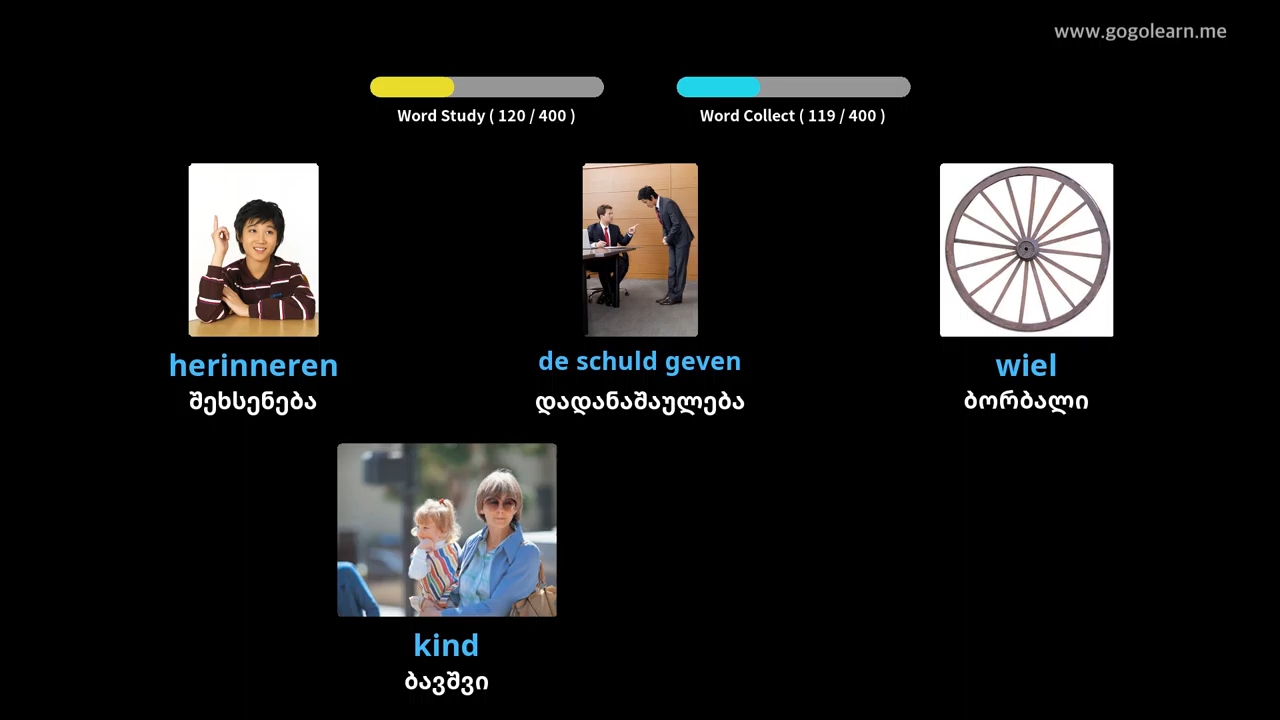 www.gogolearn.me
Word Study ( 120 / 400 )
Word Collect ( 119 / 400 )
herinneren
შეხსენება
de schuld geven
დადანაშაულება
wiel
ბორბალი
kind
ბავშვი